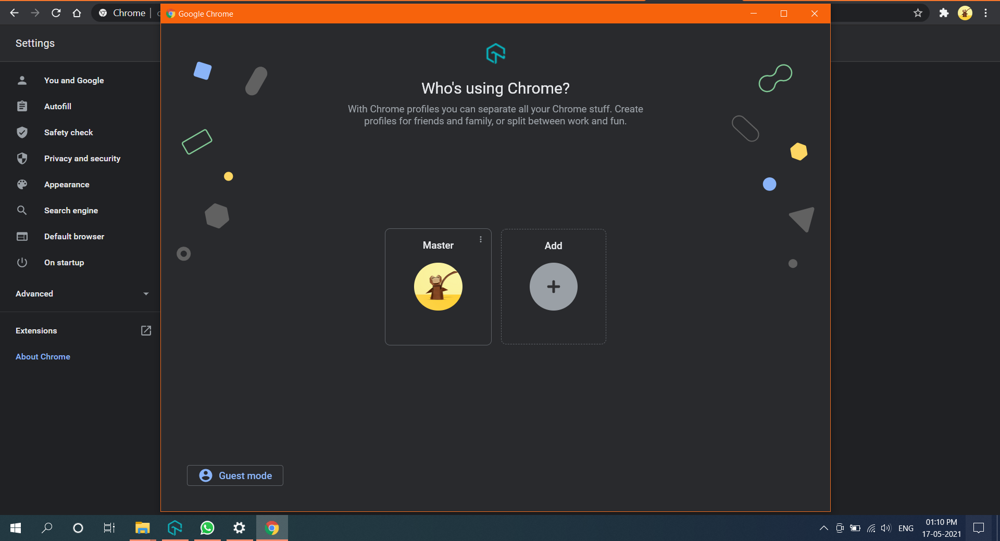 Chrome
Google Chrome
Settings
You and Google
Autofill
Safety check
Privacy and security
Appearance
Search engine
Default browser
On startup
Advanced
Extensions
About Chrome
Who's using Chrome?
With Chrome profiles you can separate all your Chrome stuff. Create
profiles for friends and family, or split between work and fun.
Master
Add
Guest mode
ENG
01:10 PM
17-05-2021